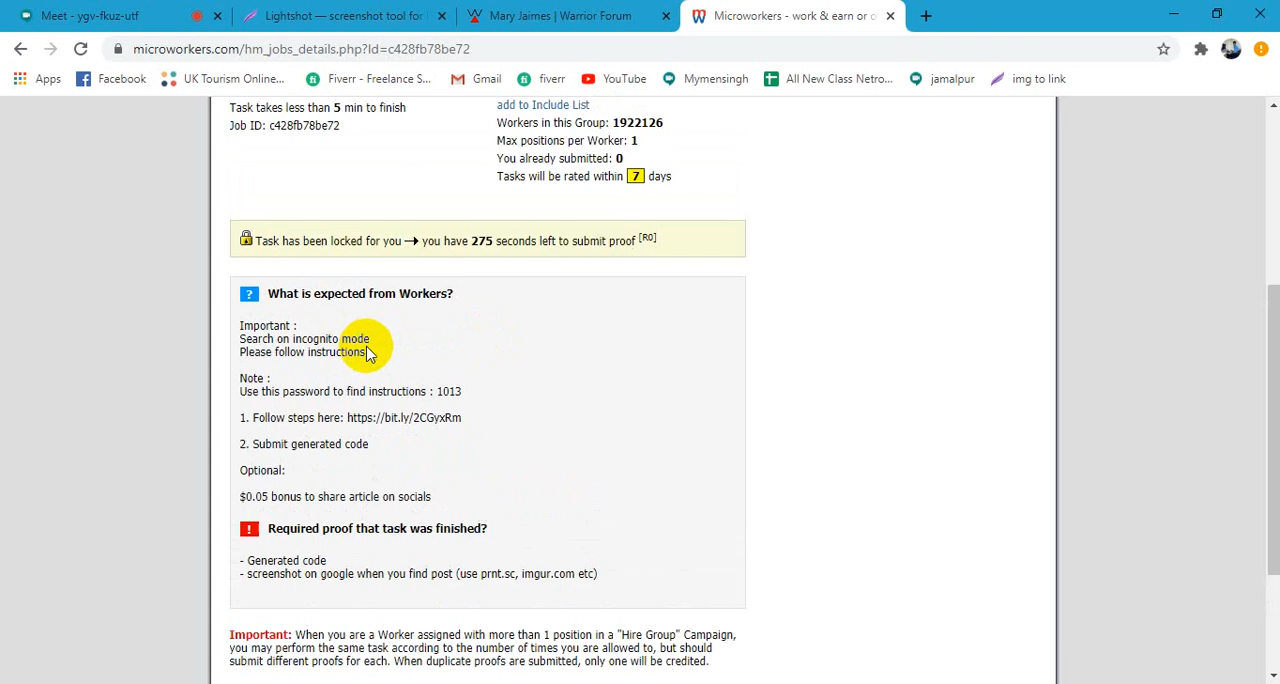 Meet - ygv-fkuz-utf
Lightshot — screenshot tool for
Mary Jaimes | Warrior Forum
Microworkers - work & earn or o
microworkers.com/hm_jobs_details.php?Id=c428fb78be72
Apps
Facebook
UK Tourism Online...
Fiverr - Freelance S...
Gmail
fiverr
YouTube
Mymensingh
All New Class Netro...
jamalpur
img to link
Task takes less than 5 min to finish
Job ID: c428fb78be72
add to Include List
Workers in this Group: 1922126
Max positions per Worker: 1
You already submitted: 0
Tasks will be rated within 7 days
Task has been locked for you → you have 275 seconds left to submit proof [R0]
? What is expected from Workers?
Important :
Search on incognito mode
Please follow instructions
Note :
Use this password to find instructions : 1013
1. Follow steps here: https://bit.ly/2CGyxRm
2. Submit generated code
Optional:
$0.05 bonus to share article on socials
! Required proof that task was finished?
- Generated code
- screenshot on google when you find post (use prnt.sc, imgur.com etc)
Important: When you are a Worker assigned with more than 1 position in a "Hire Group" Campaign,
you may perform the same task according to the number of times you are allowed to, but should
submit different proofs for each. When duplicate proofs are submitted, only one will be credited.